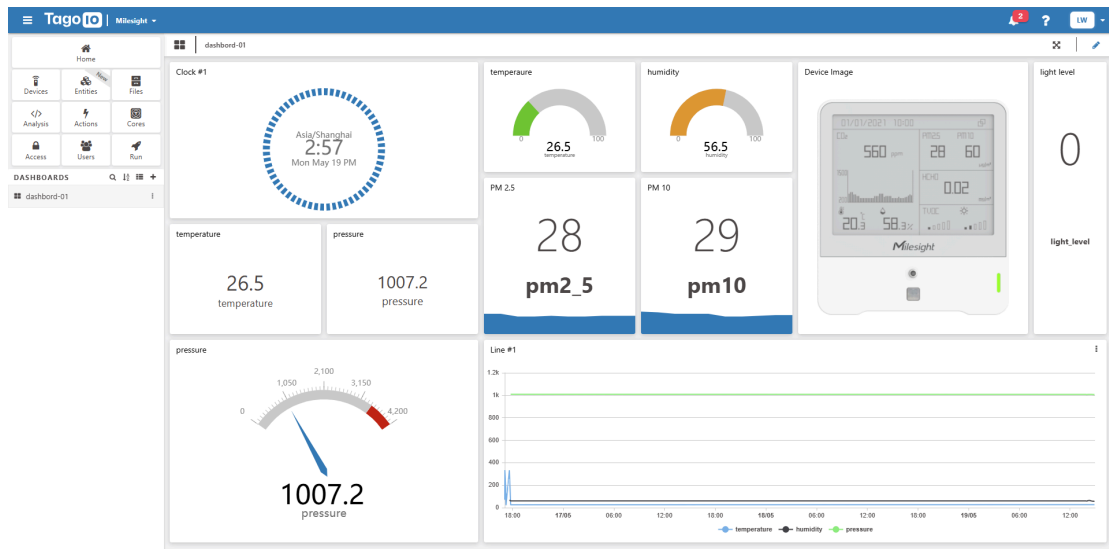 Tago IO | Milesight
2
?
LW
Home
Devices
Entities
New
Files
Analysis
Actions
Cores
Access
Users
Run
DASHBOARDS
dashbord-01
dashbord-01
Clock #1
Asia/Shanghai
2:57
Mon May 19 PM
temperaure
0
100
26.5
temperature
humidity
0
100
56.5
humidity
Device Image
01/01/2021 10:00
CO₂
560 ppm
PM2.5
28
PM10
60
HCHO
0.02
TVOC
20.3
58.3%
Milesight
light level
0
light_level
temperature
26.5
temperature
pressure
1007.2
pressure
PM 2.5
28
pm2_5
PM 10
29
pm10
pressure
0
1,050
2,100
3,150
4,200
1007.2
pressure
Line #1
1.2k
1k
800
600
400
200
0
18:00 17/05 06:00 12:00 18:00 18/05 06:00 12:00 18:00 19/05 06:00 12:00
temperature humidity pressure